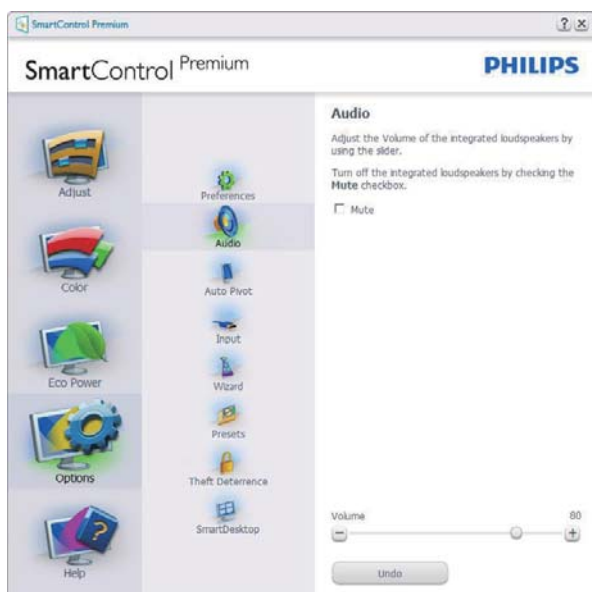 SmartControl Premium
SmartControl Premium
PHILIPS
Adjust
Color
Eco Power
Options
Help
Preferences
Audio
Auto Pivot
Input
Wizard
Presets
Theft Deterrence
SmartDesktop
Audio
Adjust the Volume of the integrated loudspeakers by
using the slider.
Turn off the integrated loudspeakers by checking the
Mute checkbox.
Mute
Volume 80
Undo